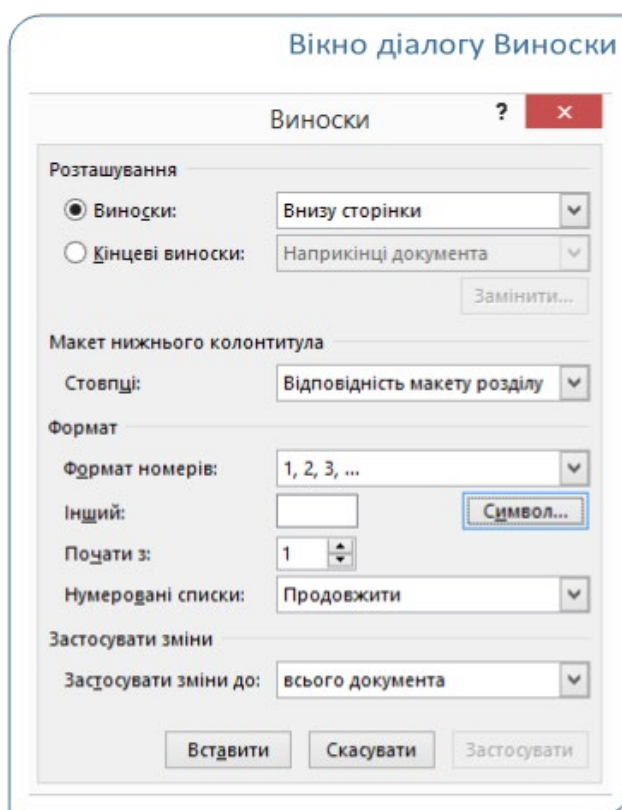 Вікно діалогу Виноски
Виноски ? ×
Розташування
Виноски: Внизу сторінки
Кінцеві виноски: Наприкінці документа
Замінити...
Макет нижнього колонтитула
Стовпці: Відповідність макету розділу
Формат
Формат номерів: 1, 2, 3, ...
Інший: Символ...
Почати з: 1
Нумеровані списки: Продовжити
Застосувати зміни
Застосувати зміни до: всього документа
Вставити Скасувати Застосувати